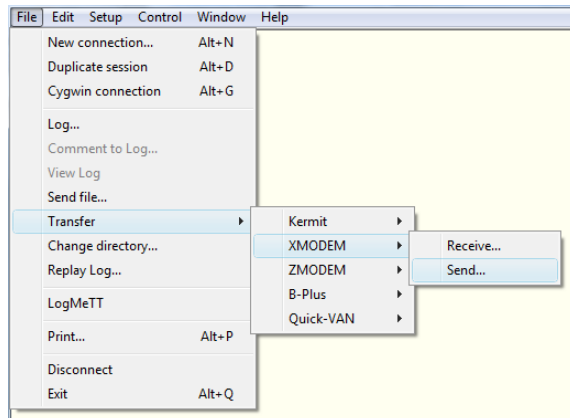 File Edit Setup Control Window Help
New connection... Alt+N
Duplicate session Alt+D
Cygwin connection Alt+G
Log...
Comment to Log...
View Log
Send file...
Transfer
Change directory...
Replay Log...
LogMeTT
Print... Alt+P
Disconnect
Exit Alt+Q
Kermit
XMODEM
ZMODEM
B-Plus
Quick-VAN
Receive...
Send...